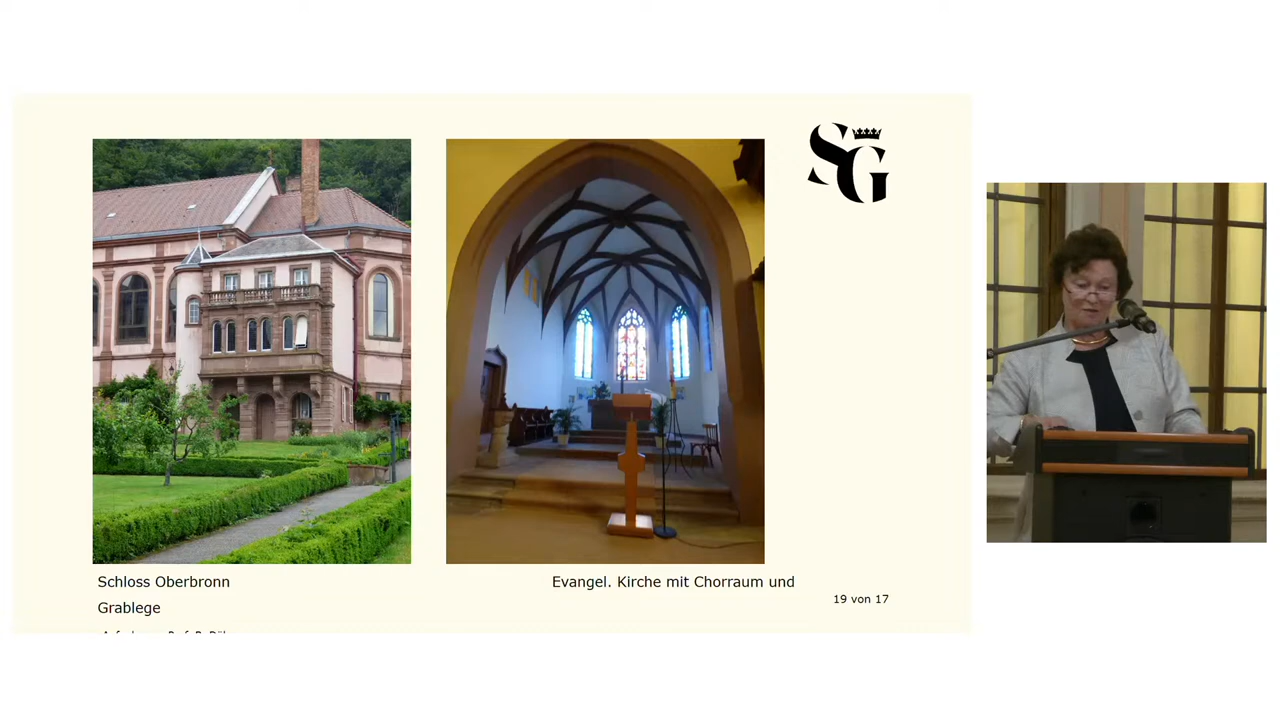 SG
Schloss Oberbronn
Evangel. Kirche mit Chorraum und
Grablege
19 von 17